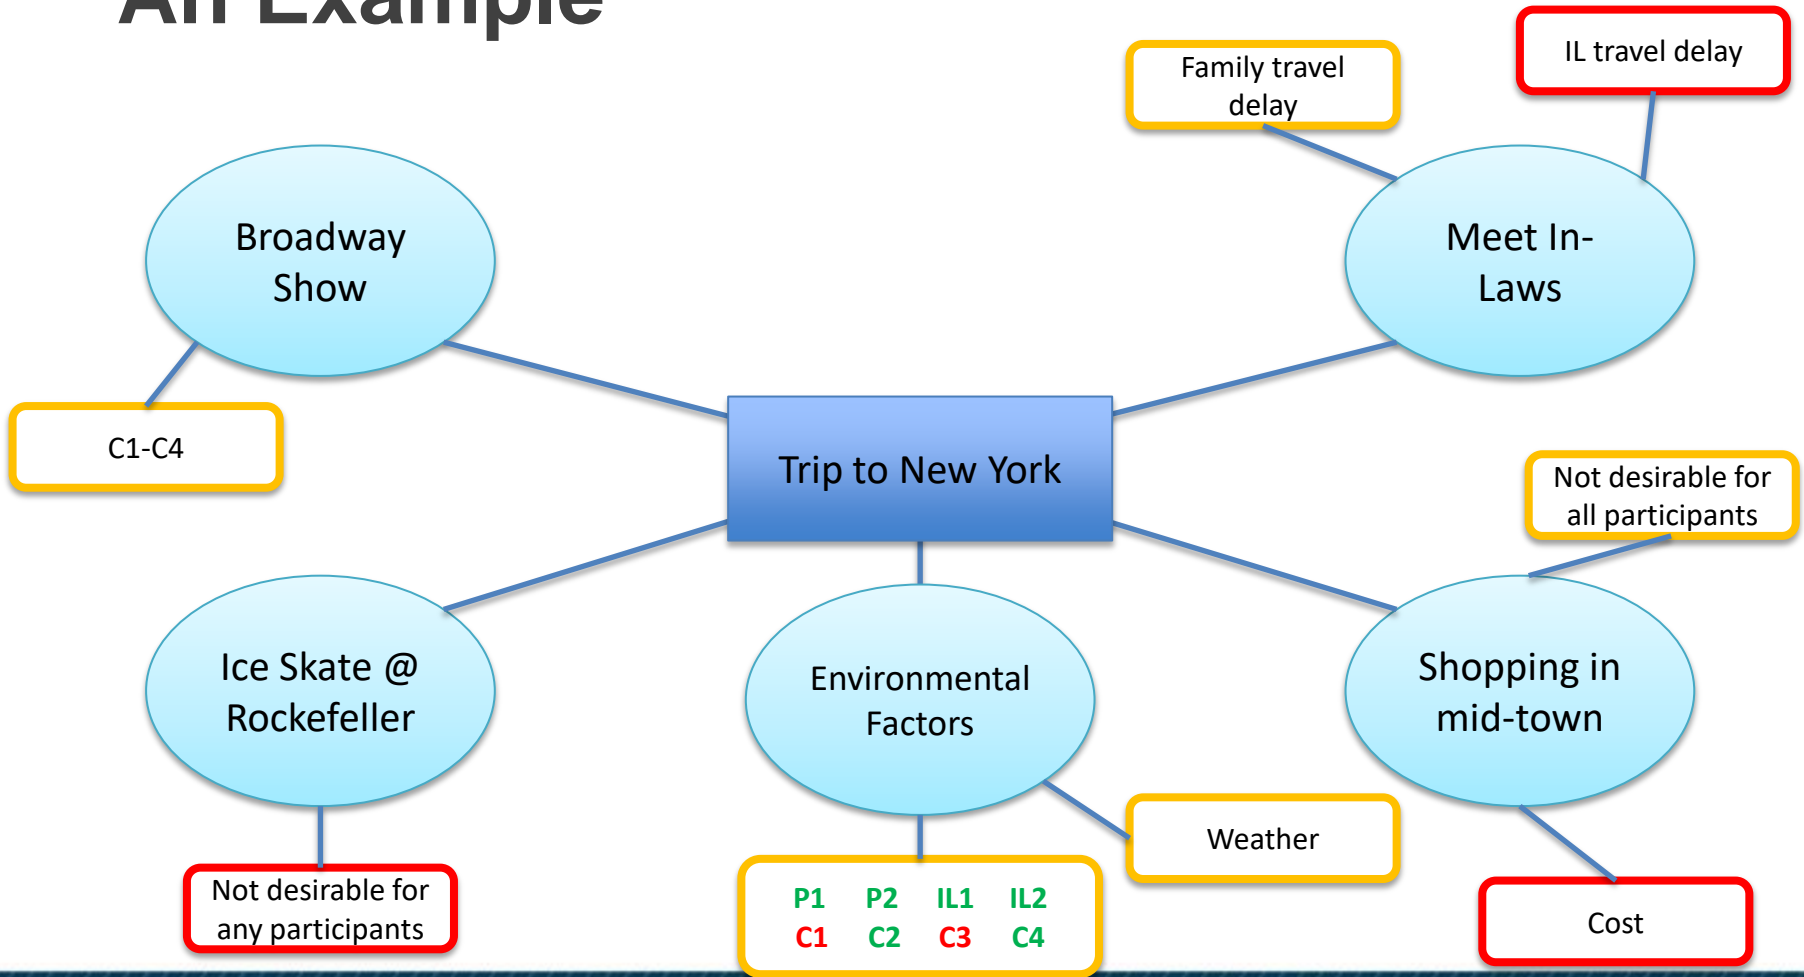 An Example
Family travel
delay
IL travel delay
Broadway
Show
Meet In-
Laws
C1-C4
Trip to New York
Not desirable for
all participants
Ice Skate @
Rockefeller
Environmental
Factors
Shopping in
mid-town
Weather
Not desirable for
any participants
P1 P2 IL1 IL2
C1 C2 C3 C4
Cost